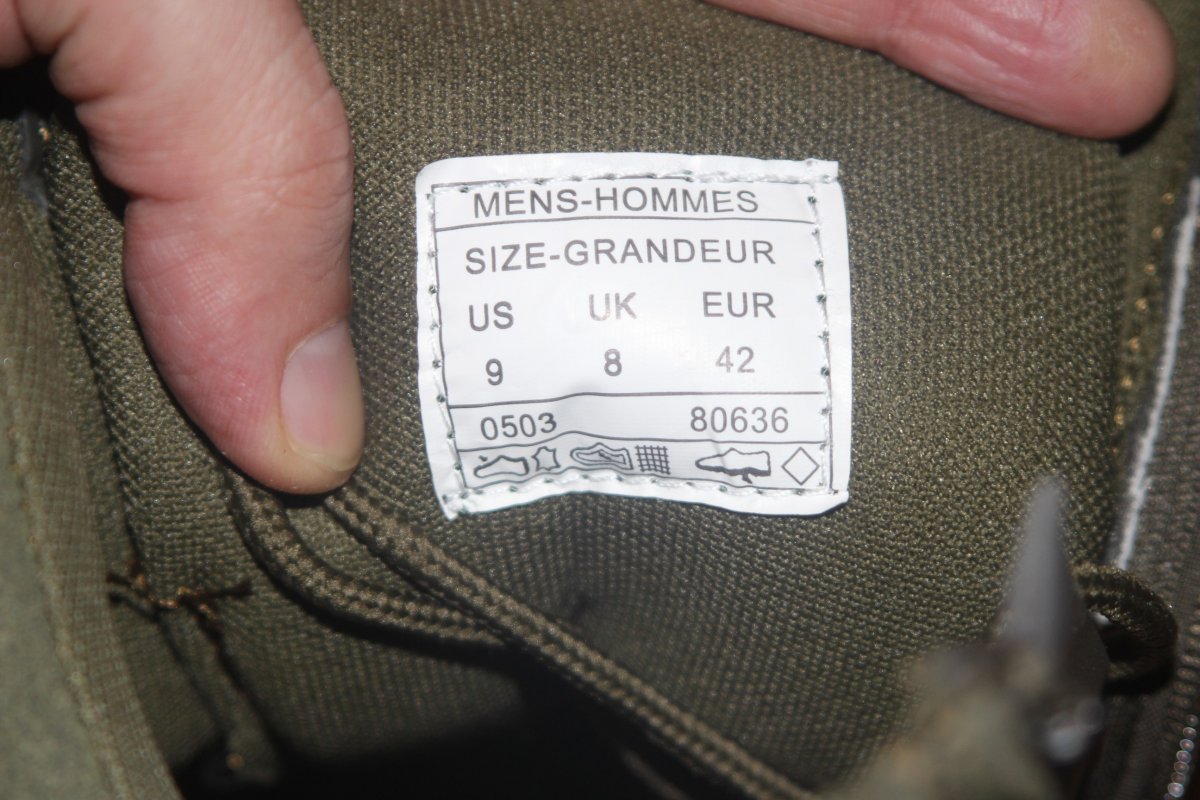 MENS-HOMMES
SIZE-GRANDEUR
US UK EUR
9 8 42
0503 80636